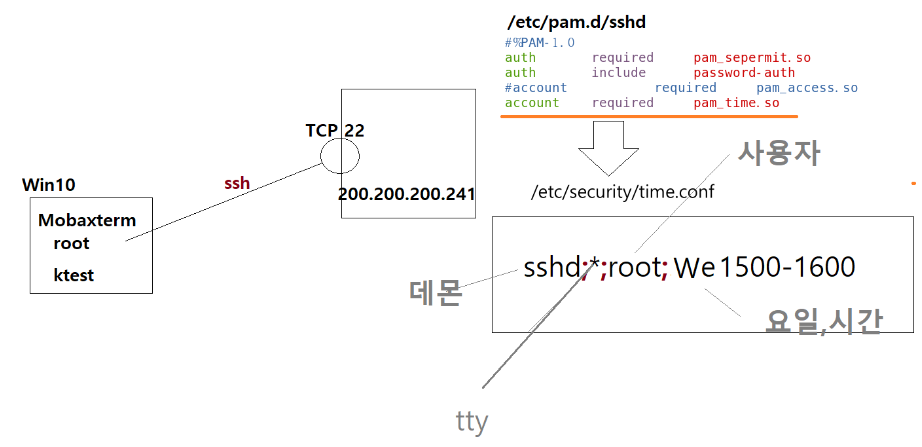 /etc/pam.d/sshd
#%PAM-1.0
auth required pam_sepermit.so
auth include password-auth
#account required pam_access.so
account required pam_time.so
TCP 22
사용자
ssh
Win10
200.200.200.241
/etc/security/time.conf
Mobaxterm
root
ktest
sshd;*;root; We1500-1600
데몬
요일,시간
tty